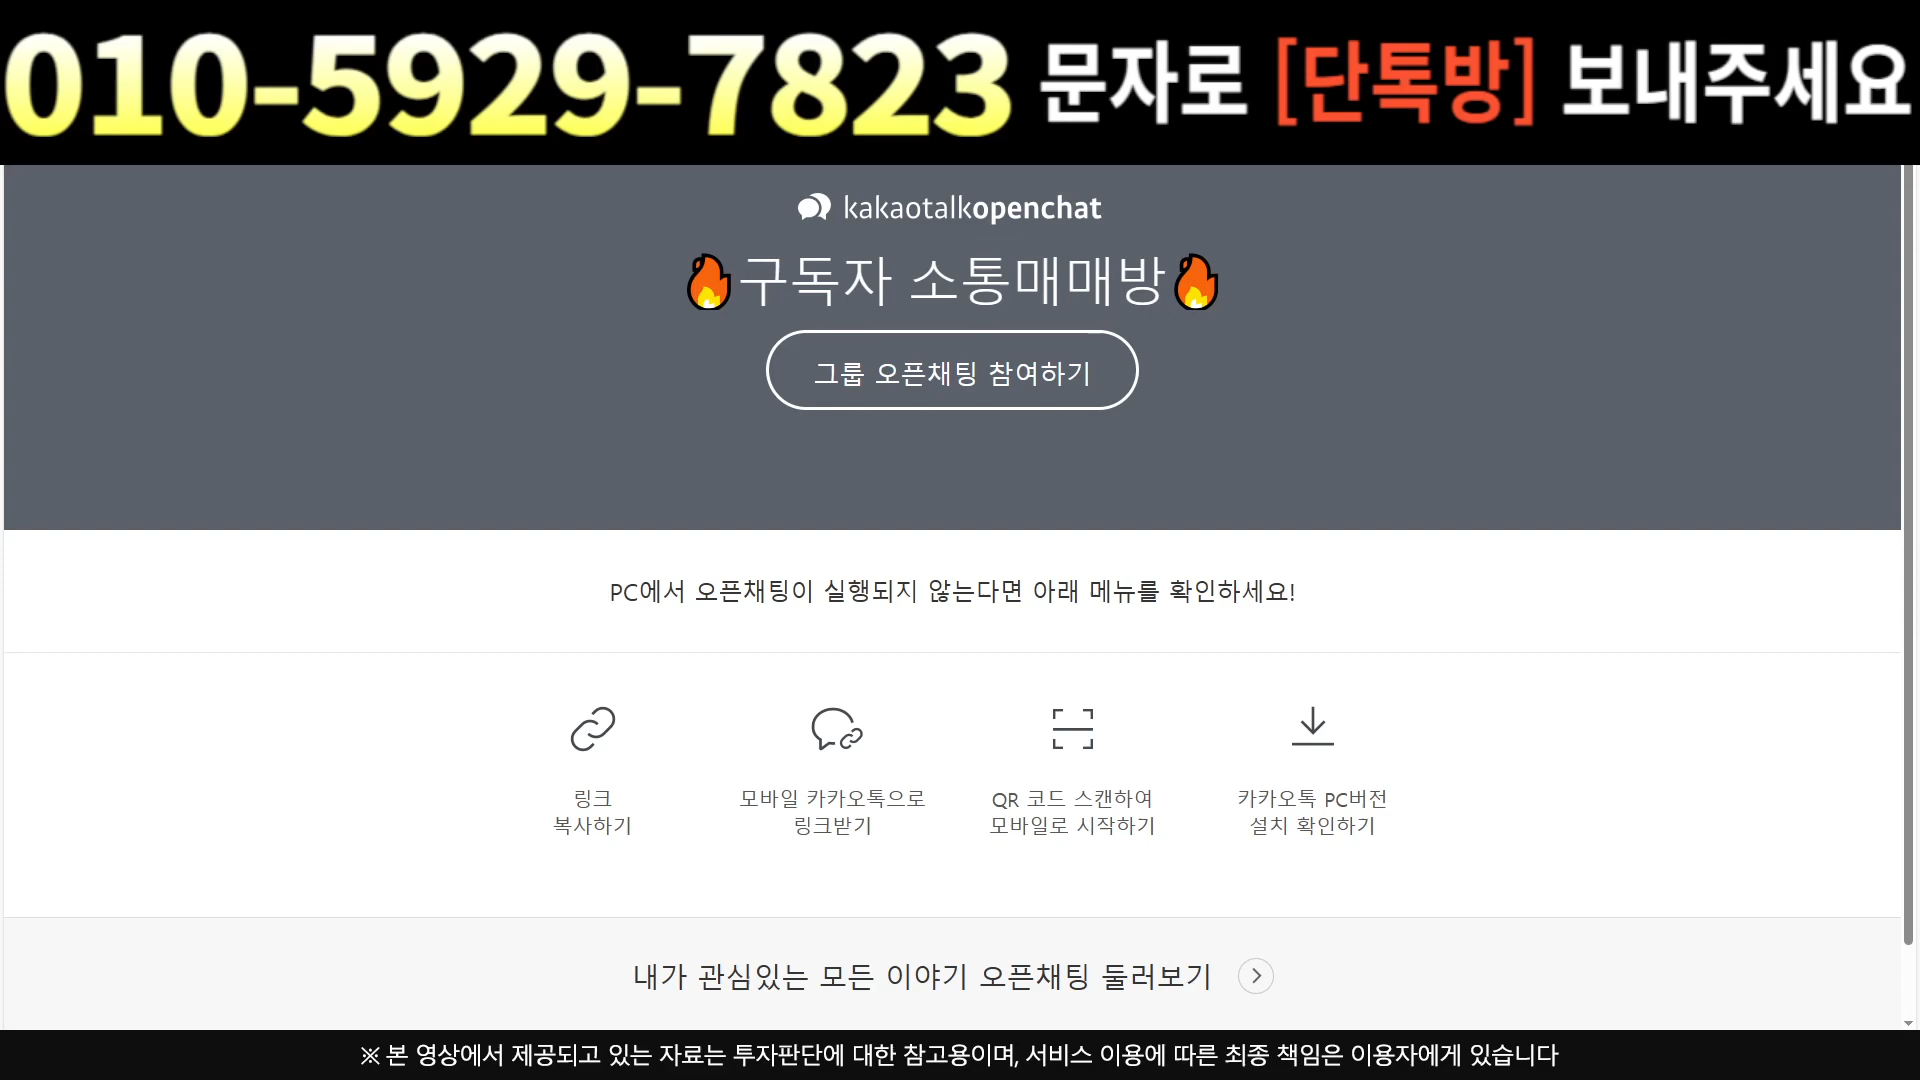 010-5929-7823 문자로 [단톡방] 보내주세요
kakaotalkopenchat
🔥구독자 소통매매방🔥
그룹 오픈채팅 참여하기
PC에서 오픈채팅이 실행되지 않는다면 아래 메뉴를 확인하세요!
링크
복사하기
모바일 카카오톡으로
링크받기
QR 코드 스캔하여
모바일로 시작하기
카카오톡 PC버전
설치 확인하기
내가 관심있는 모든 이야기 오픈채팅 둘러보기
※ 본 영상에서 제공되고 있는 자료는 투자판단에 대한 참고용이며, 서비스 이용에 따른 최종 책임은 이용자에게 있습니다